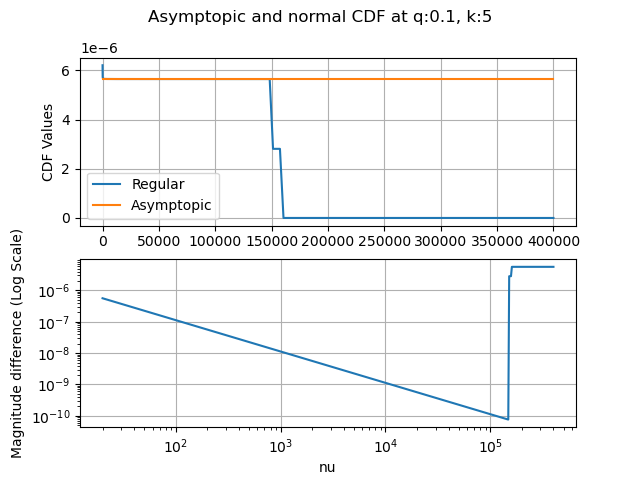 Asymptopic and normal CDF at q:0.1, k:5
1e−6
6
4
2
0
CDF Values
Regular
Asymptopic
0 50000 100000 150000 200000 250000 300000 350000 400000
Magnitude difference (Log Scale)
10⁻⁶
10⁻⁷
10⁻⁸
10⁻⁹
10⁻¹⁰
10² 10³ 10⁴ 10⁵
nu